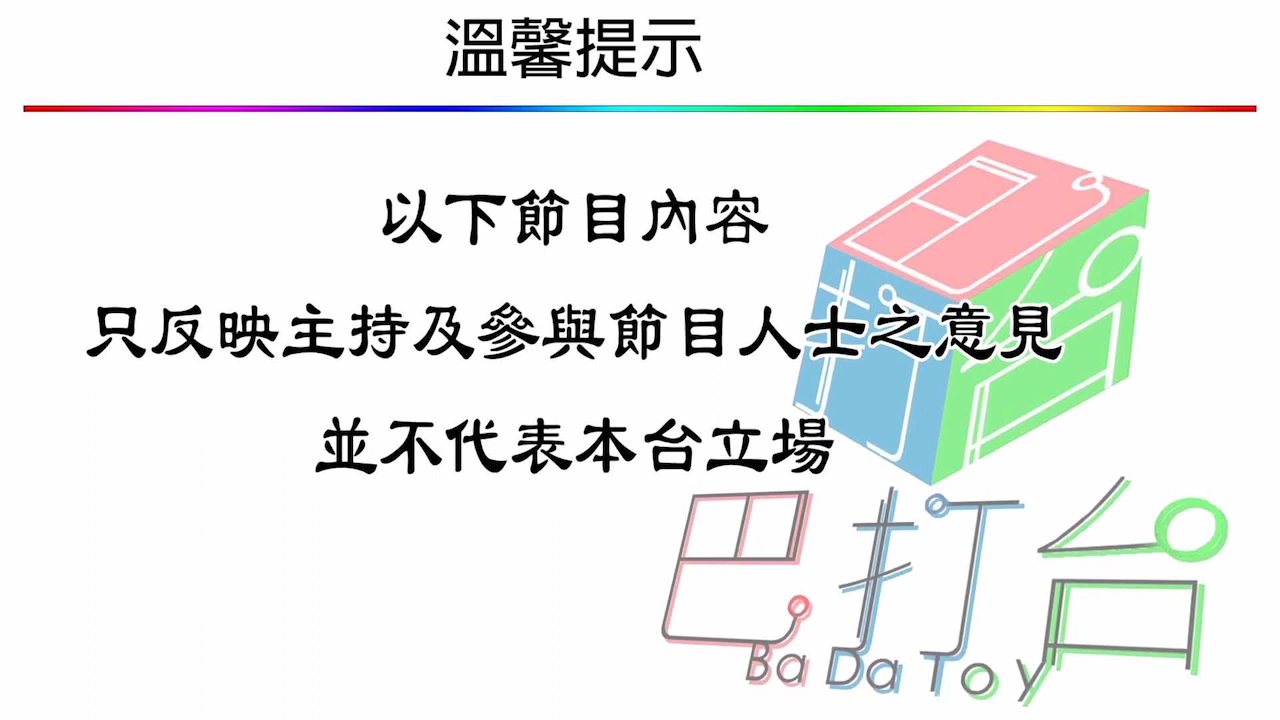 溫馨提示
以下節目內容
只反映主持及參與節目人士之意見
並不代表本台立場
巴打台
BaDaToy